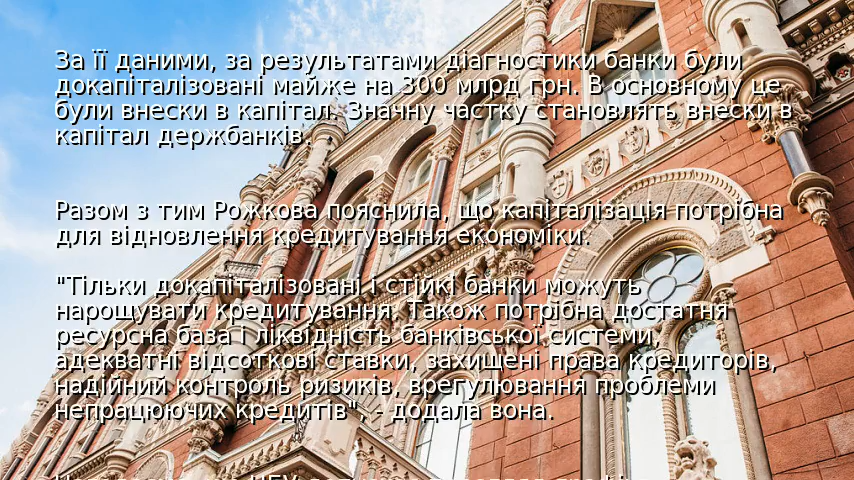 За її даними, за результатами діагностики банки були
докапіталізовані майже на 300 млрд грн. В основному це
були внески в капітал. Значну частку становлять внески в
капітал держбанків.
Разом з тим Рожкова пояснила, що капіталізація потрібна
для відновлення кредитування економіки.
"Тільки докапіталізовані і стійкі банки можуть
нарощувати кредитування. Також потрібна достатня
ресурсна база і ліквідність банківської системи,
адекватні відсоткові ставки, захищені права кредиторів,
надійний контроль ризиків, врегулювання проблеми
непрацюючих кредитів", - додала вона.